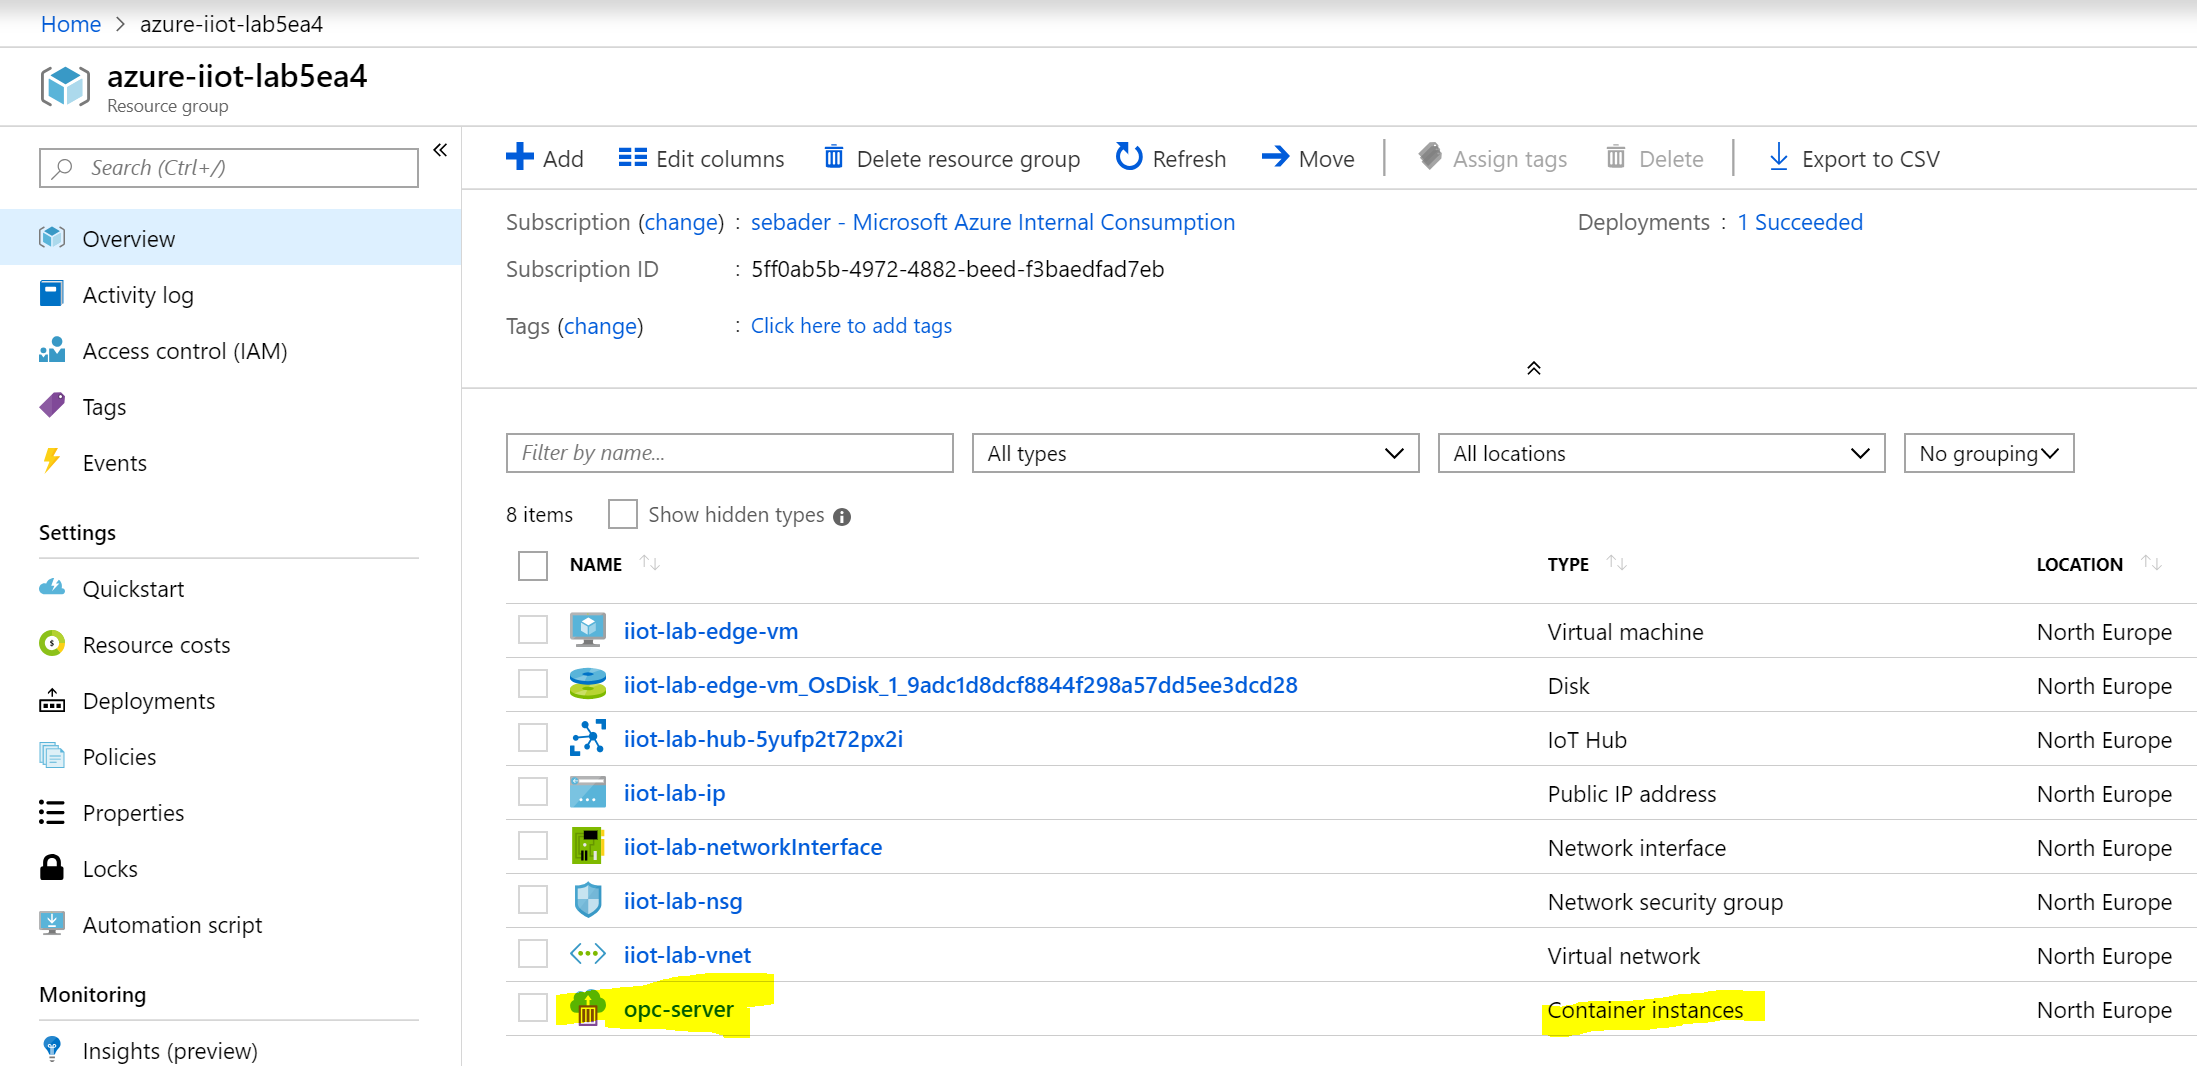 Home > azure-iiot-lab5ea4
azure-iiot-lab5ea4
Resource group
Search (Ctrl+/)
Overview
Activity log
Access control (IAM)
Tags
Events
Settings
Quickstart
Resource costs
Deployments
Policies
Properties
Locks
Automation script
Monitoring
Insights (preview)
Add Edit columns Delete resource group Refresh Move Assign tags Delete Export to CSV
Subscription (change) : sebader - Microsoft Azure Internal Consumption Deployments : 1 Succeeded
Subscription ID : 5ff0ab5b-4972-4882-beed-f3baedfad7eb
Tags (change) : Click here to add tags
Filter by name... All types All locations No grouping
8 items Show hidden types
NAME TYPE LOCATION
iiot-lab-edge-vm Virtual machine North Europe
iiot-lab-edge-vm_OsDisk_1_9adc1d8dcf8844f298a57dd5ee3dcd28 Disk North Europe
iiot-lab-hub-5yufp2t72px2i IoT Hub North Europe
iiot-lab-ip Public IP address North Europe
iiot-lab-networkInterface Network interface North Europe
iiot-lab-nsg Network security group North Europe
iiot-lab-vnet Virtual network North Europe
opc-server Container instances North Europe